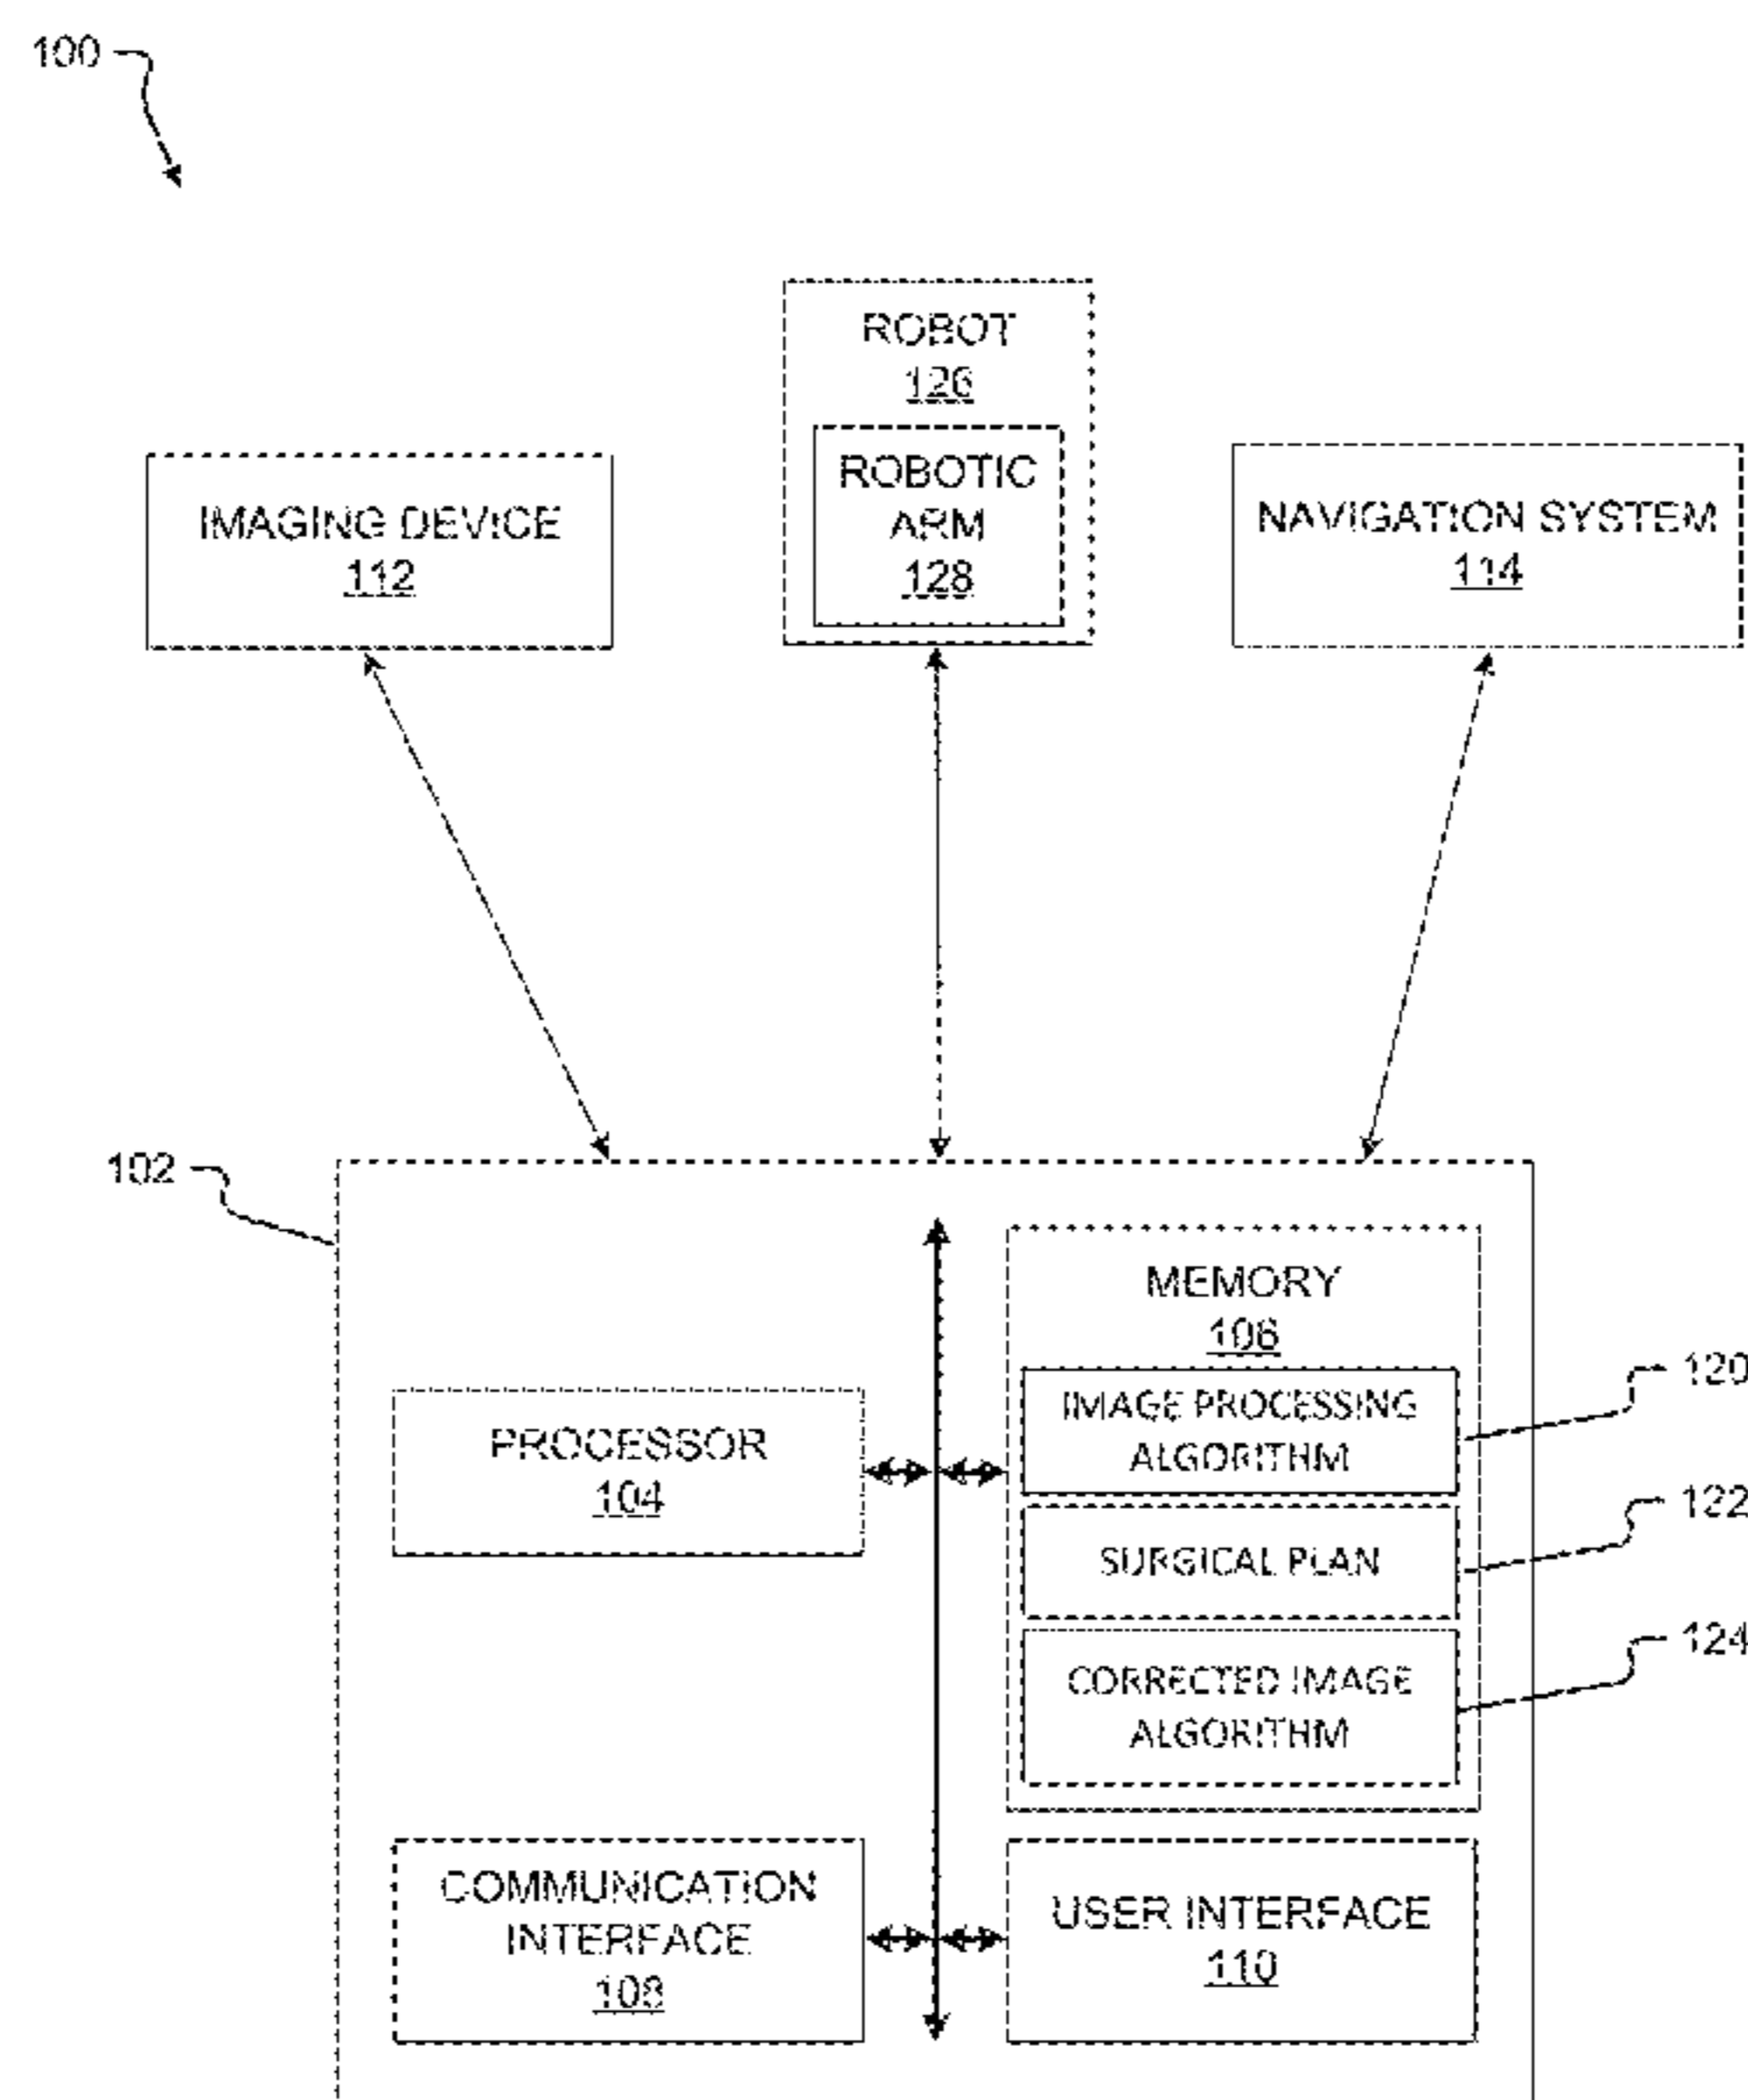 100
ROBOT
126
ROBOTIC
ARM
128
IMAGING DEVICE
112
NAVIGATION SYSTEM
114
102
MEMORY
106
IMAGE PROCESSING
ALGORITHM
120
PROCESSOR
104
SURGICAL PLAN
122
CORRECTED IMAGE
ALGORITHM
124
COMMUNICATION
INTERFACE
108
USER INTERFACE
110